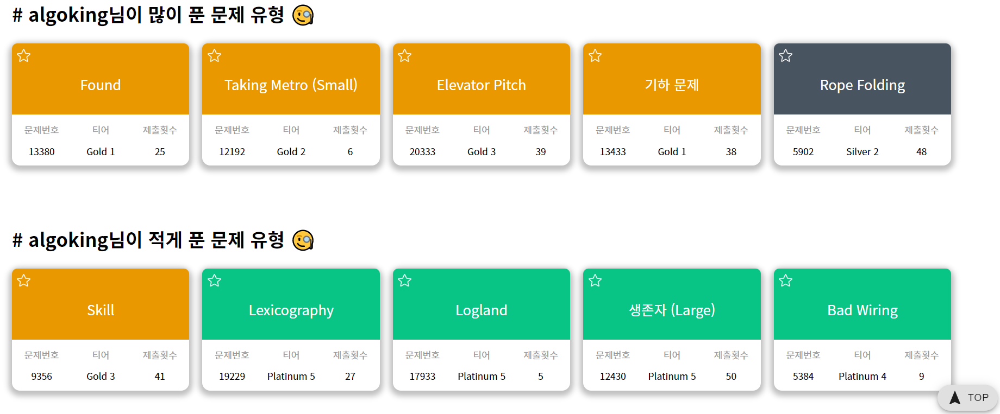 # algoking님이 많이 푼 문제 유형 🧐
Found
Taking Metro (Small)
Elevator Pitch
기하 문제
Rope Folding
문제번호 티어 제출횟수
13380 Gold 1 25
문제번호 티어 제출횟수
12192 Gold 2 6
문제번호 티어 제출횟수
20333 Gold 3 39
문제번호 티어 제출횟수
13433 Gold 1 38
문제번호 티어 제출횟수
5902 Silver 2 48
# algoking님이 적게 푼 문제 유형 🧐
Skill
Lexicography
Logland
생존자 (Large)
Bad Wiring
문제번호 티어 제출횟수
9356 Gold 3 41
문제번호 티어 제출횟수
19229 Platinum 5 27
문제번호 티어 제출횟수
17933 Platinum 5 5
문제번호 티어 제출횟수
12430 Platinum 5 50
문제번호 티어 제출횟수
5384 Platinum 4 9
TOP